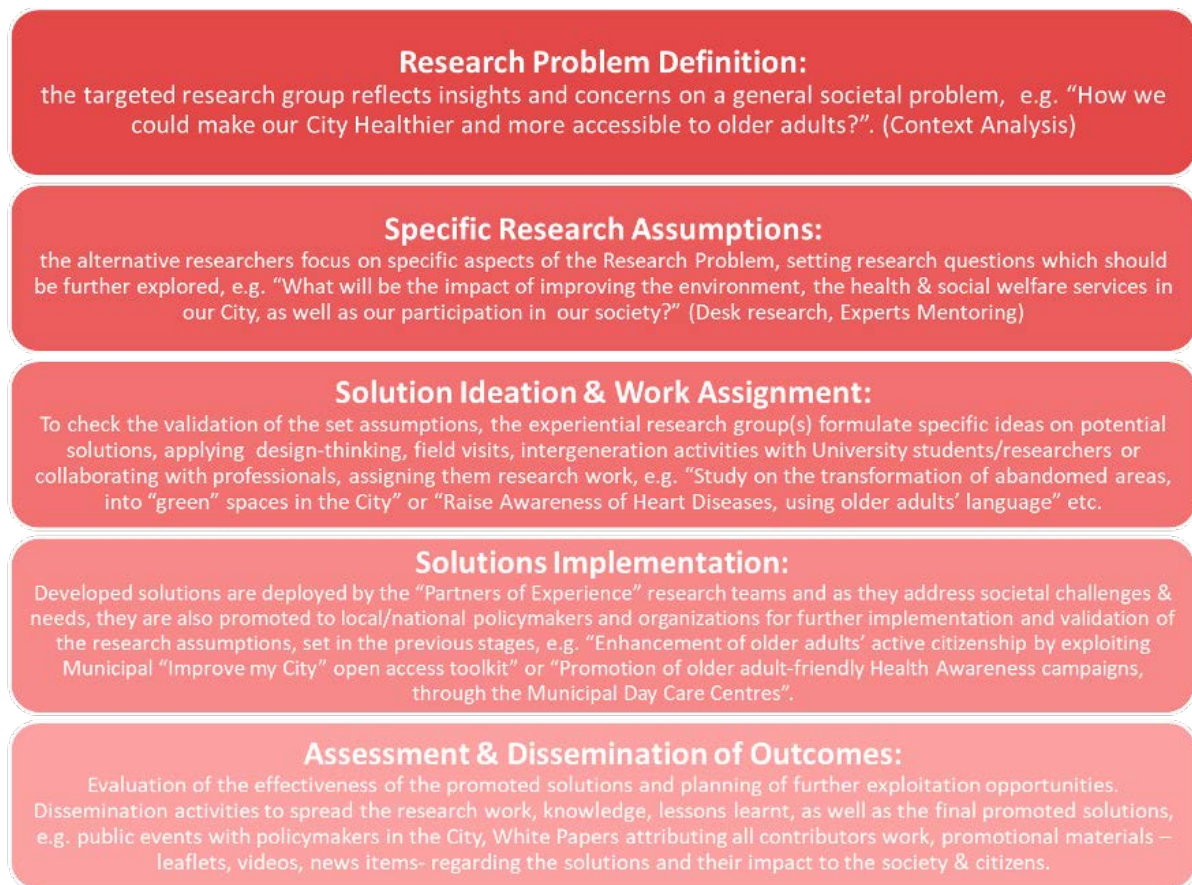 Research Problem Definition:
the targeted research group reflects insights and concerns on a general societal problem, e.g. “How we
could make our City Healthier and more accessible to older adults?”. (Context Analysis)
Specific Research Assumptions:
the alternative researchers focus on specific aspects of the Research Problem, setting research questions which should
be further explored, e.g. “What will be the impact of improving the environment, the health & social welfare services in
our City, as well as our participation in our society?” (Desk research, Experts Mentoring)
Solution Ideation & Work Assignment:
To check the validation of the set assumptions, the experiential research group(s) formulate specific ideas on potential
solutions, applying design-thinking, field visits, intergeneration activities with University students/researchers or
collaborating with professionals, assigning them research work, e.g. “Study on the transformation of abandomed areas,
into “green” spaces in the City” or “Raise Awareness of Heart Diseases, using older adults’ language” etc.
Solutions Implementation:
Developed solutions are deployed by the “Partners of Experience” research teams and as they address societal challenges &
needs, they are also promoted to local/national policymakers and organizations for further implementation and validation of
the research assumptions, set in the previous stages, e.g. “Enhancement of older adults’ active citizenship by exploiting
Municipal “Improve my City” open access toolkit” or “Promotion of older adult-friendly Health Awareness campaigns,
through the Municipal Day Care Centres”.
Assessment & Dissemination of Outcomes:
Evaluation of the effectiveness of the promoted solutions and planning of further exploitation opportunities.
Dissemination activities to spread the research work, knowledge, lessons learnt, as well as the final promoted solutions,
e.g. public events with policymakers in the City, White Papers attributing all contributors work, promotional materials –
leaflets, videos, news items- regarding the solutions and their impact to the society & citizens.